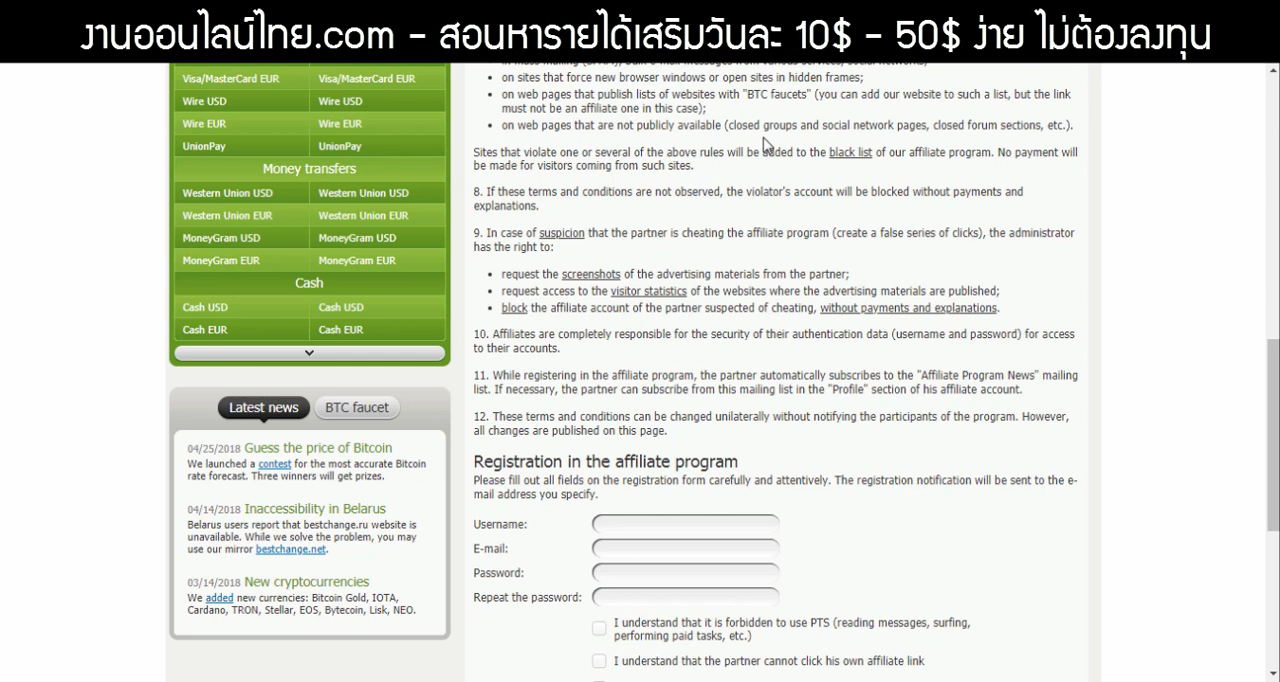 งานออนไลน์ไทย.com - สอนหารายได้เสริมวันละ 10$ - 50$ ง่าย ไม่ต้องลงทุน
Visa/MasterCard EUR Visa/MasterCard EUR
Wire USD Wire USD
Wire EUR Wire EUR
UnionPay UnionPay
Money transfers
Western Union USD Western Union USD
Western Union EUR Western Union EUR
MoneyGram USD MoneyGram USD
MoneyGram EUR MoneyGram EUR
Cash
Cash USD Cash USD
Cash EUR Cash EUR
Latest news BTC faucet
04/25/2018 Guess the price of Bitcoin
We launched a contest for the most accurate Bitcoin
rate forecast. Three winners will get prizes.
04/14/2018 Inaccessibility in Belarus
Belarus users report that bestchange.ru website is
unavailable. While we solve the problem, you may
use our mirror bestchange.net.
03/14/2018 New cryptocurrencies
We added new currencies: Bitcoin Gold, IOTA,
Cardano, TRON, Stellar, EOS, Bytecoin, Lisk, NEO.
• on sites that force new browser windows or open sites in hidden frames;
• on web pages that publish lists of websites with "BTC faucets" (you can add our website to such a list, but the link
must not be an affiliate one in this case);
• on web pages that are not publicly available (closed groups and social network pages, closed forum sections, etc.).
Sites that violate one or several of the above rules will be added to the black list of our affiliate program. No payment will
be made for visitors coming from such sites.
8. If these terms and conditions are not observed, the violator's account will be blocked without payments and
explanations.
9. In case of suspicion that the partner is cheating the affiliate program (create a false series of clicks), the administrator
has the right to:
• request the screenshots of the advertising materials from the partner;
• request access to the visitor statistics of the websites where the advertising materials are published;
• block the affiliate account of the partner suspected of cheating, without payments and explanations.
10. Affiliates are completely responsible for the security of their authentication data (username and password) for access
to their accounts.
11. While registering in the affiliate program, the partner automatically subscribes to the "Affiliate Program News" mailing
list. If necessary, the partner can subscribe from this mailing list in the "Profile" section of his affiliate account.
12. These terms and conditions can be changed unilaterally without notifying the participants of the program. However,
all changes are published on this page.
Registration in the affiliate program
Please fill out all fields on the registration form carefully and attentively. The registration notification will be sent to the e-
mail address you specify.
Username:
E-mail:
Password:
Repeat the password:
I understand that it is forbidden to use PTS (reading messages, surfing,
performing paid tasks, etc.)
I understand that the partner cannot click his own affiliate link